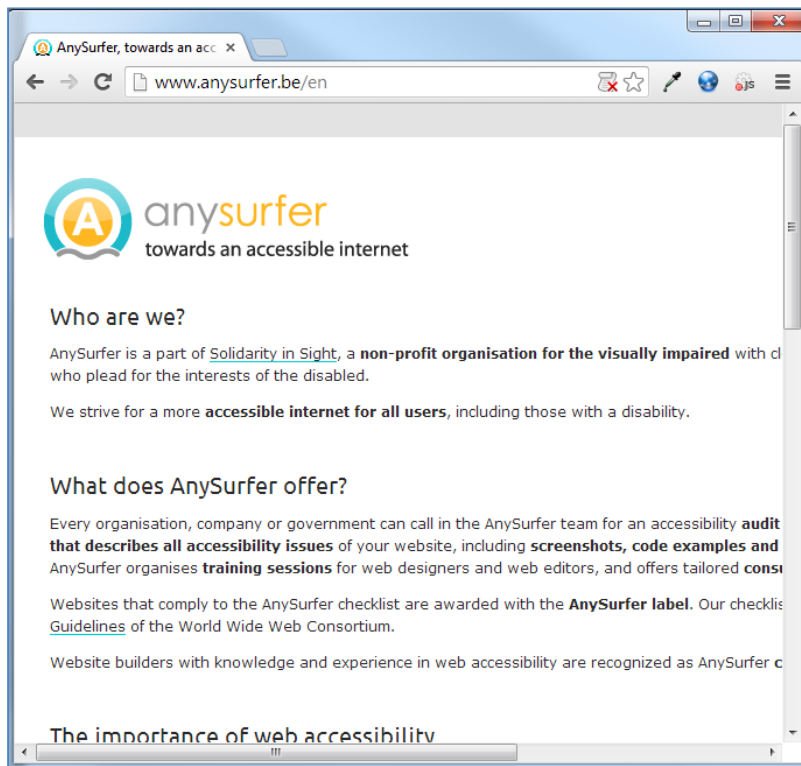 AnySurfer, towards an acc
www.anysurfer.be/en
js
A
anysurfer
towards an accessible internet
Who are we?
AnySurfer is a part of Solidarity in Sight, a non-profit organisation for the visually impaired with cl
who plead for the interests of the disabled.
We strive for a more accessible internet for all users, including those with a disability.
What does AnySurfer offer?
Every organisation, company or government can call in the AnySurfer team for an accessibility audit
that describes all accessibility issues of your website, including screenshots, code examples and
AnySurfer organises training sessions for web designers and web editors, and offers tailored consu
Websites that comply to the AnySurfer checklist are awarded with the AnySurfer label. Our checklis
Guidelines of the World Wide Web Consortium.
Website builders with knowledge and experience in web accessibility are recognized as AnySurfer c
The importance of web accessibility